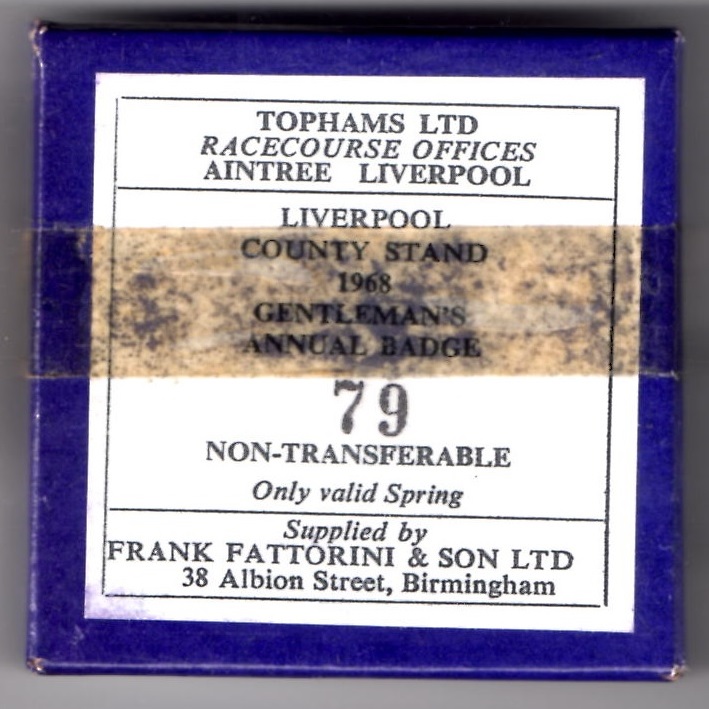 TOPHAMS LTD
RACECOURSE OFFICES
AINTREE LIVERPOOL
LIVERPOOL
COUNTY STAND
1968
GENTLEMAN'S
ANNUAL BADGE
79
NON-TRANSFERABLE
Only valid Spring
Supplied by
FRANK FATTORINI & SON LTD
38 Albion Street, Birmingham